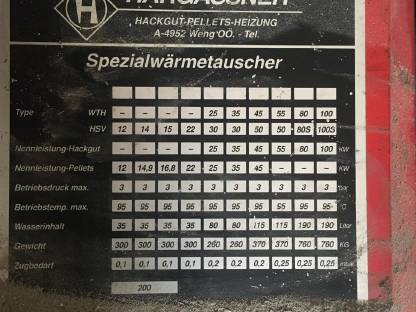 HARGASSNER
HACKGUT-PELLETS-HEIZUNG
A-4952 Weng OÖ. - Tel.
Spezialwärmetauscher
Type WTH – – – – 25 35 45 55 80 100
HSV 12 14 15 22 30 30 50 50 80S 100S
Nennleistung-Hackgut – – – – 25 35 45 55 80 100 KW
Nennleistung-Pellets 12 14,9 16,8 22 25 35 45 – – – KW
Betriebsdruck max. 3 3 3 3 3 3 3 3 3 3 bar
Betriebstemp. max. 95 95 95 95 95 95 95 95 95 95 °C
Wasserinhalt 35 35 35 35 80 80 115 115 190 190 Liter
Gewicht 300 300 300 300 260 260 370 370 760 760 KG
Zugbedarf 0,1 0,1 0,1 0,1 0,2 0,2 0,2 0,25 0,25 0,25
200